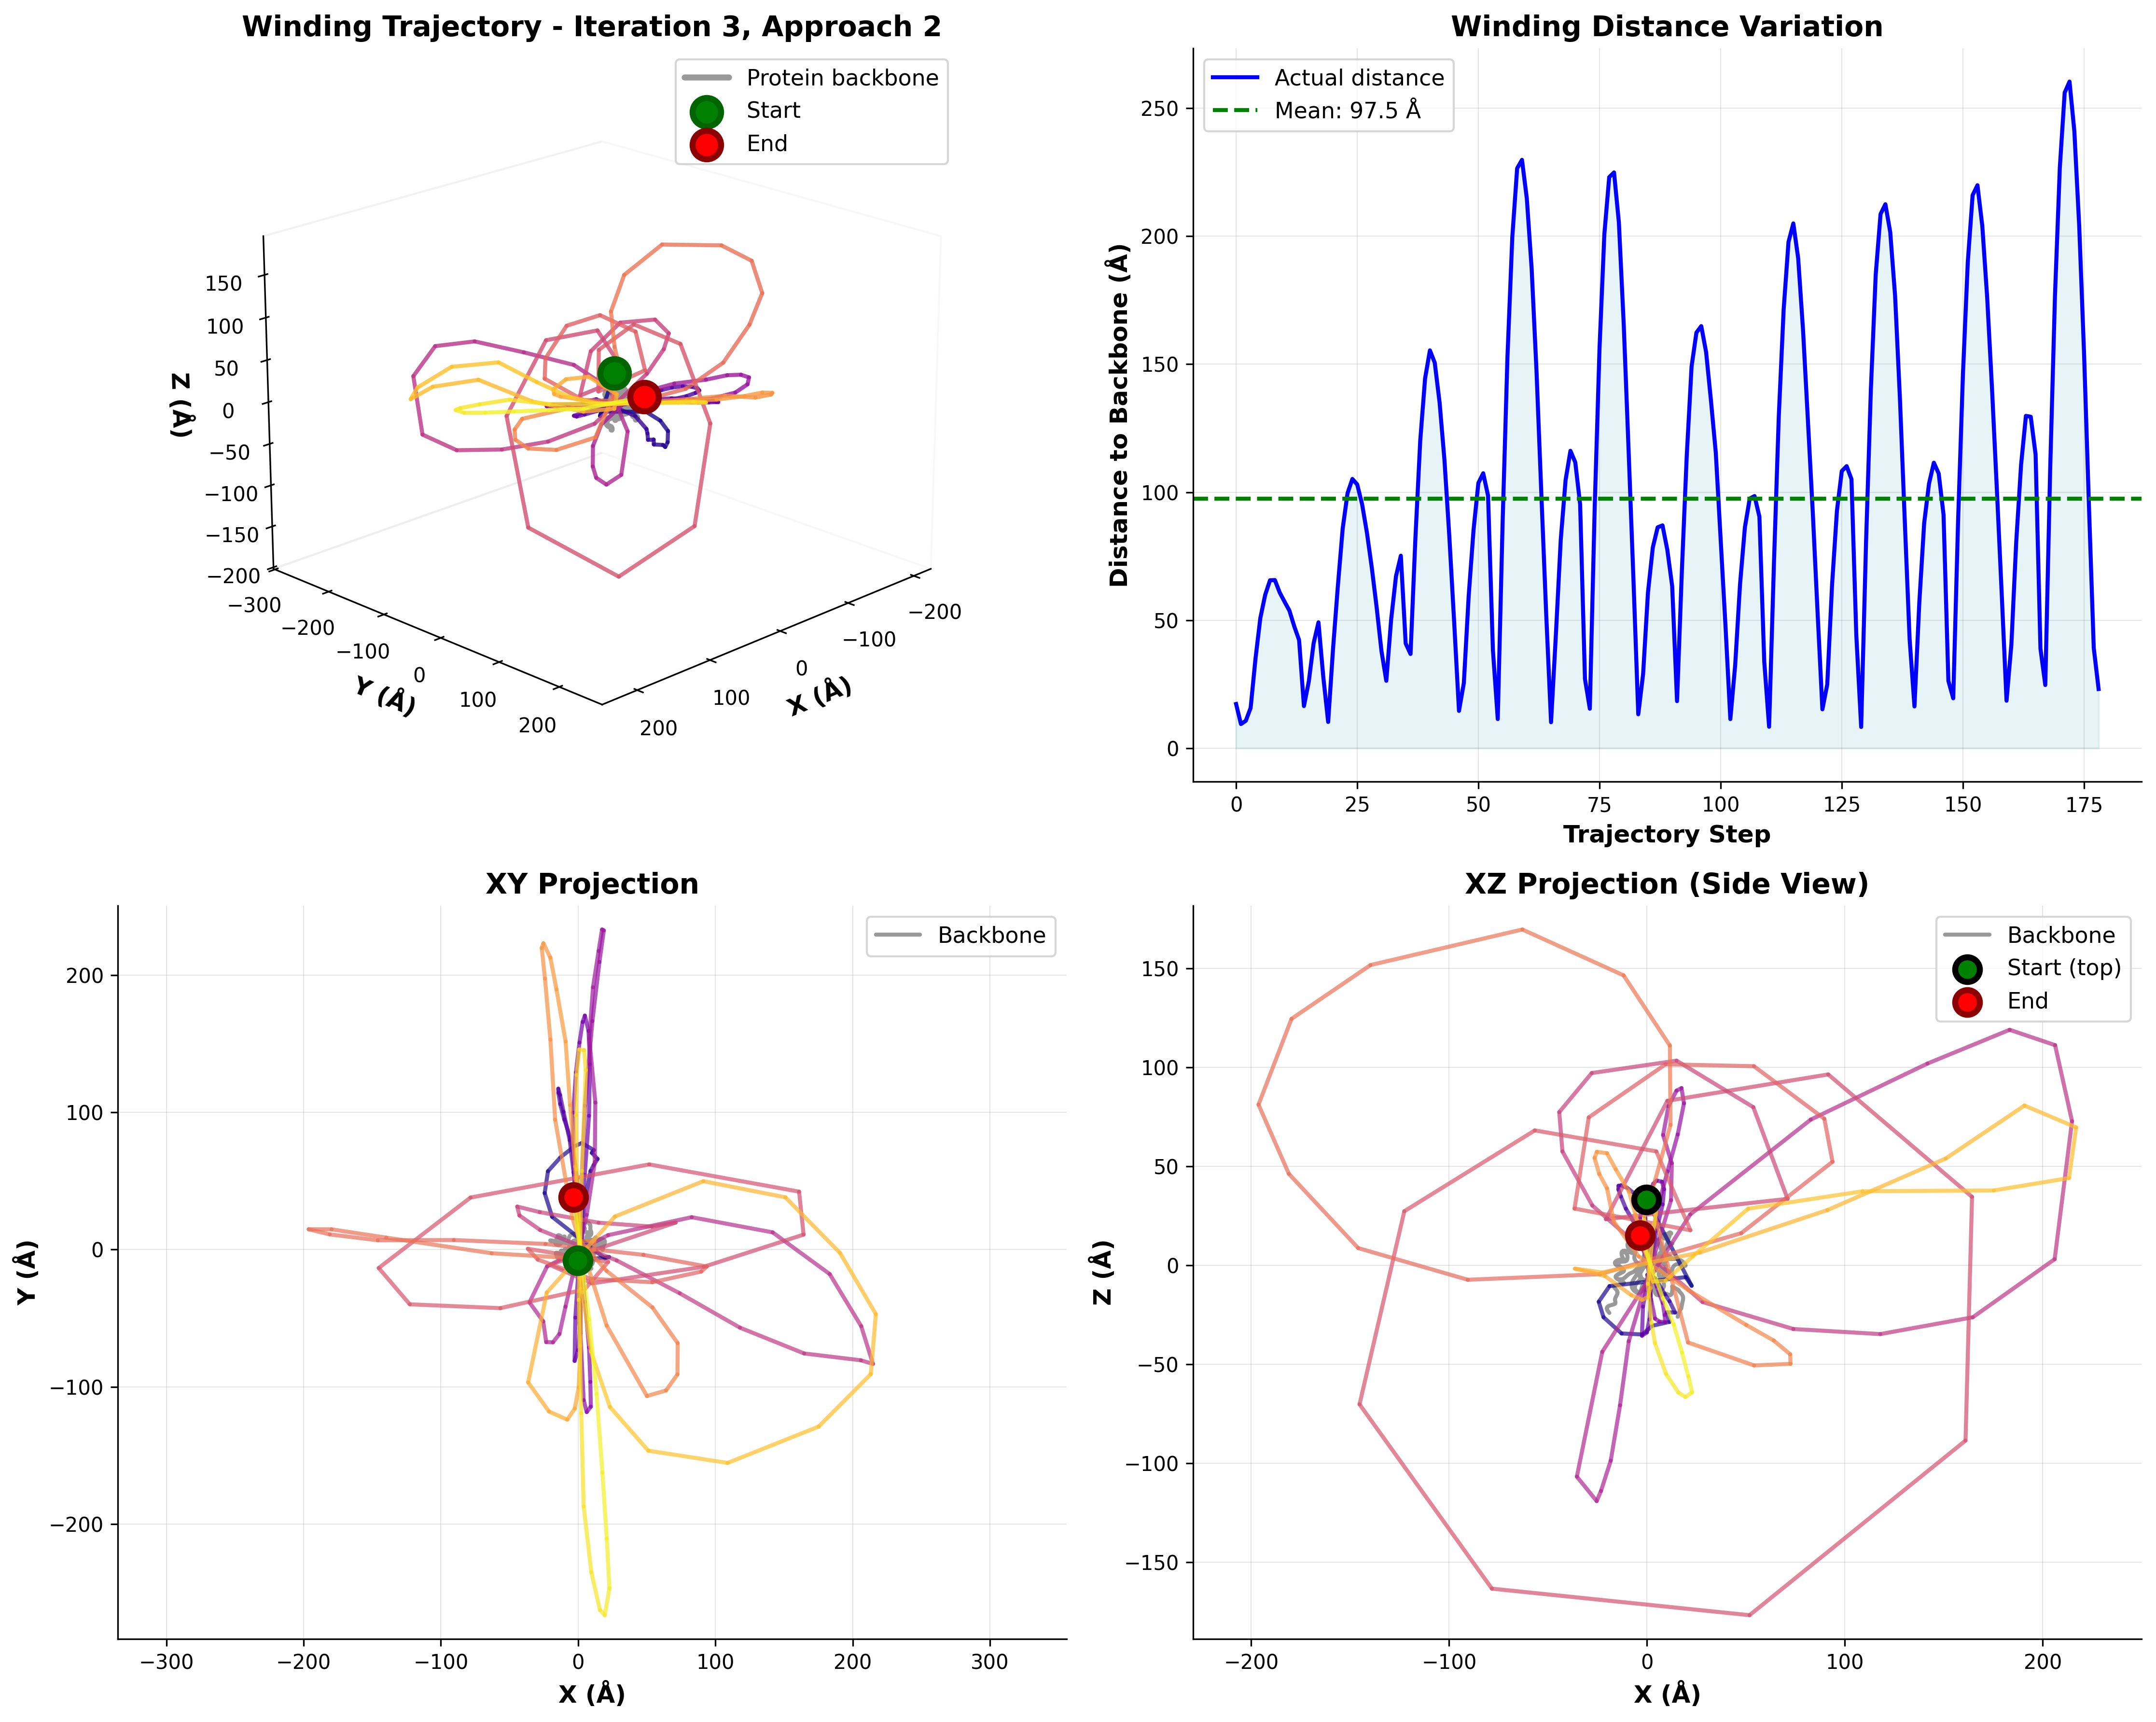 Winding Trajectory - Iteration 3, Approach 2
Protein backbone
Start
End
150
100
50
0
−50
−100
−150
−200
Z (Å)
−300
−200
−100
0
100
200
Y (Å)
200
100
0
−100
−200
X (Å)
Winding Distance Variation
Actual distance
Mean: 97.5 Å
250
200
150
100
50
0
Distance to Backbone (Å)
0 25 50 75 100 125 150 175
Trajectory Step
XY Projection
Backbone
200
100
0
−100
−200
Y (Å)
−300 −200 −100 0 100 200 300
X (Å)
XZ Projection (Side View)
Backbone
Start (top)
End
150
100
50
0
−50
−100
−150
Z (Å)
−200 −100 0 100 200
X (Å)